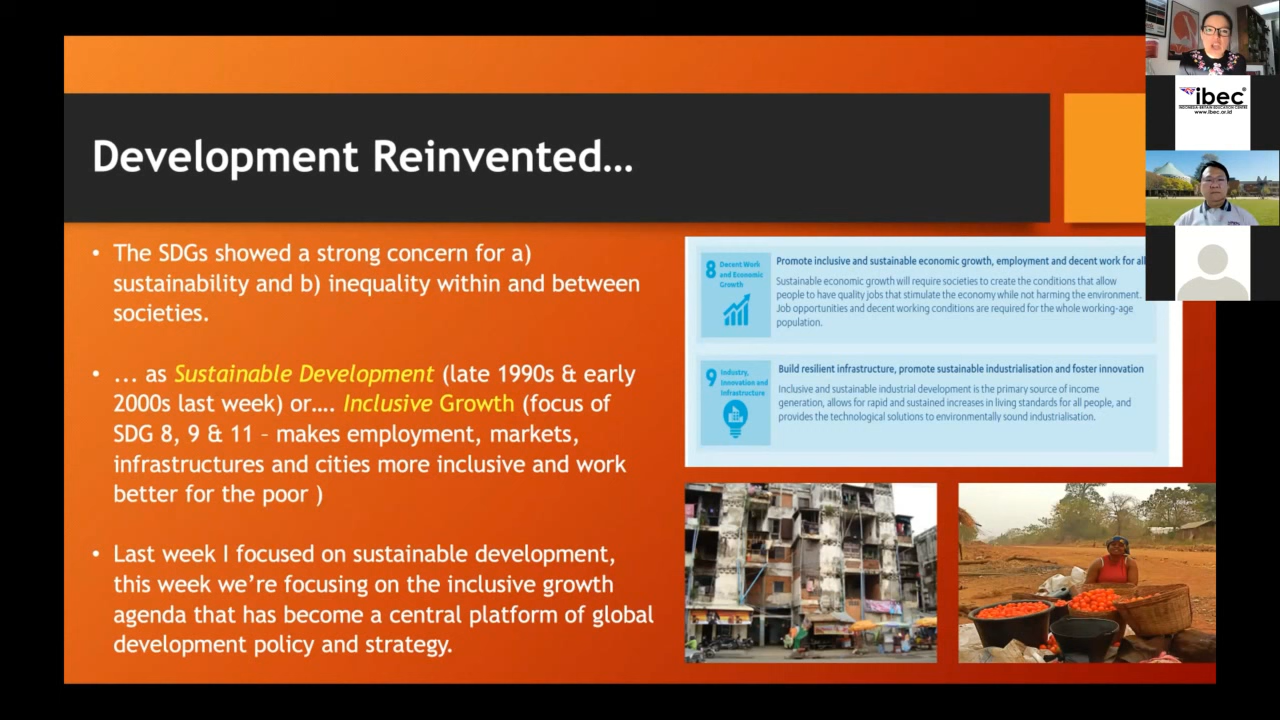 Development Reinvented...
• The SDGs showed a strong concern for a)
sustainability and b) inequality within and between
societies.
• ... as Sustainable Development (late 1990s & early
2000s last week) or.... Inclusive Growth (focus of
SDG 8, 9 & 11 – makes employment, markets,
infrastructures and cities more inclusive and work
better for the poor )
• Last week I focused on sustainable development,
this week we're focusing on the inclusive growth
agenda that has become a central platform of global
development policy and strategy.
8 Decent Work
and Economic
Growth
Promote inclusive and sustainable economic growth, employment and decent work for all
Sustainable economic growth will require societies to create the conditions that allow
people to have quality jobs that stimulate the economy while not harming the environment.
Job opportunities and decent working conditions are required for the whole working-age
population.
9 Industry,
Innovation and
Infrastructure
Build resilient infrastructure, promote sustainable industrialisation and foster innovation
Inclusive and sustainable industrial development is the primary source of income
generation, allows for rapid and sustained increases in living standards for all people, and
provides the technological solutions to environmentally sound industrialisation.
ibec
INDONESIA-BRITAIN EDUCATION CENTRE
www.ibec.or.id